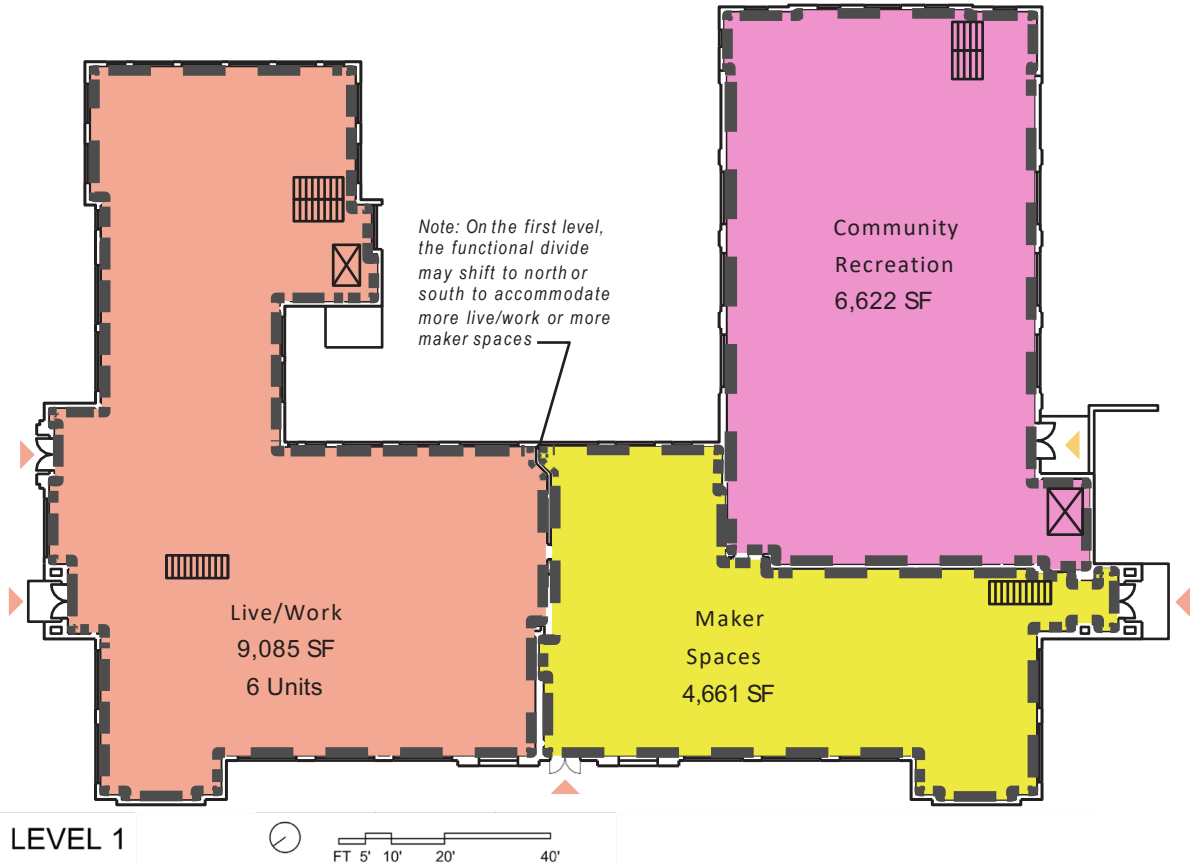 Note: On the first level,
the functional divide
may shift to north or
south to accommodate
more live/work or more
maker spaces
Community
Recreation
6,622 SF
Live/Work
9,085 SF
6 Units
Maker
Spaces
4,661 SF
LEVEL 1
FT 5' 10' 20' 40'